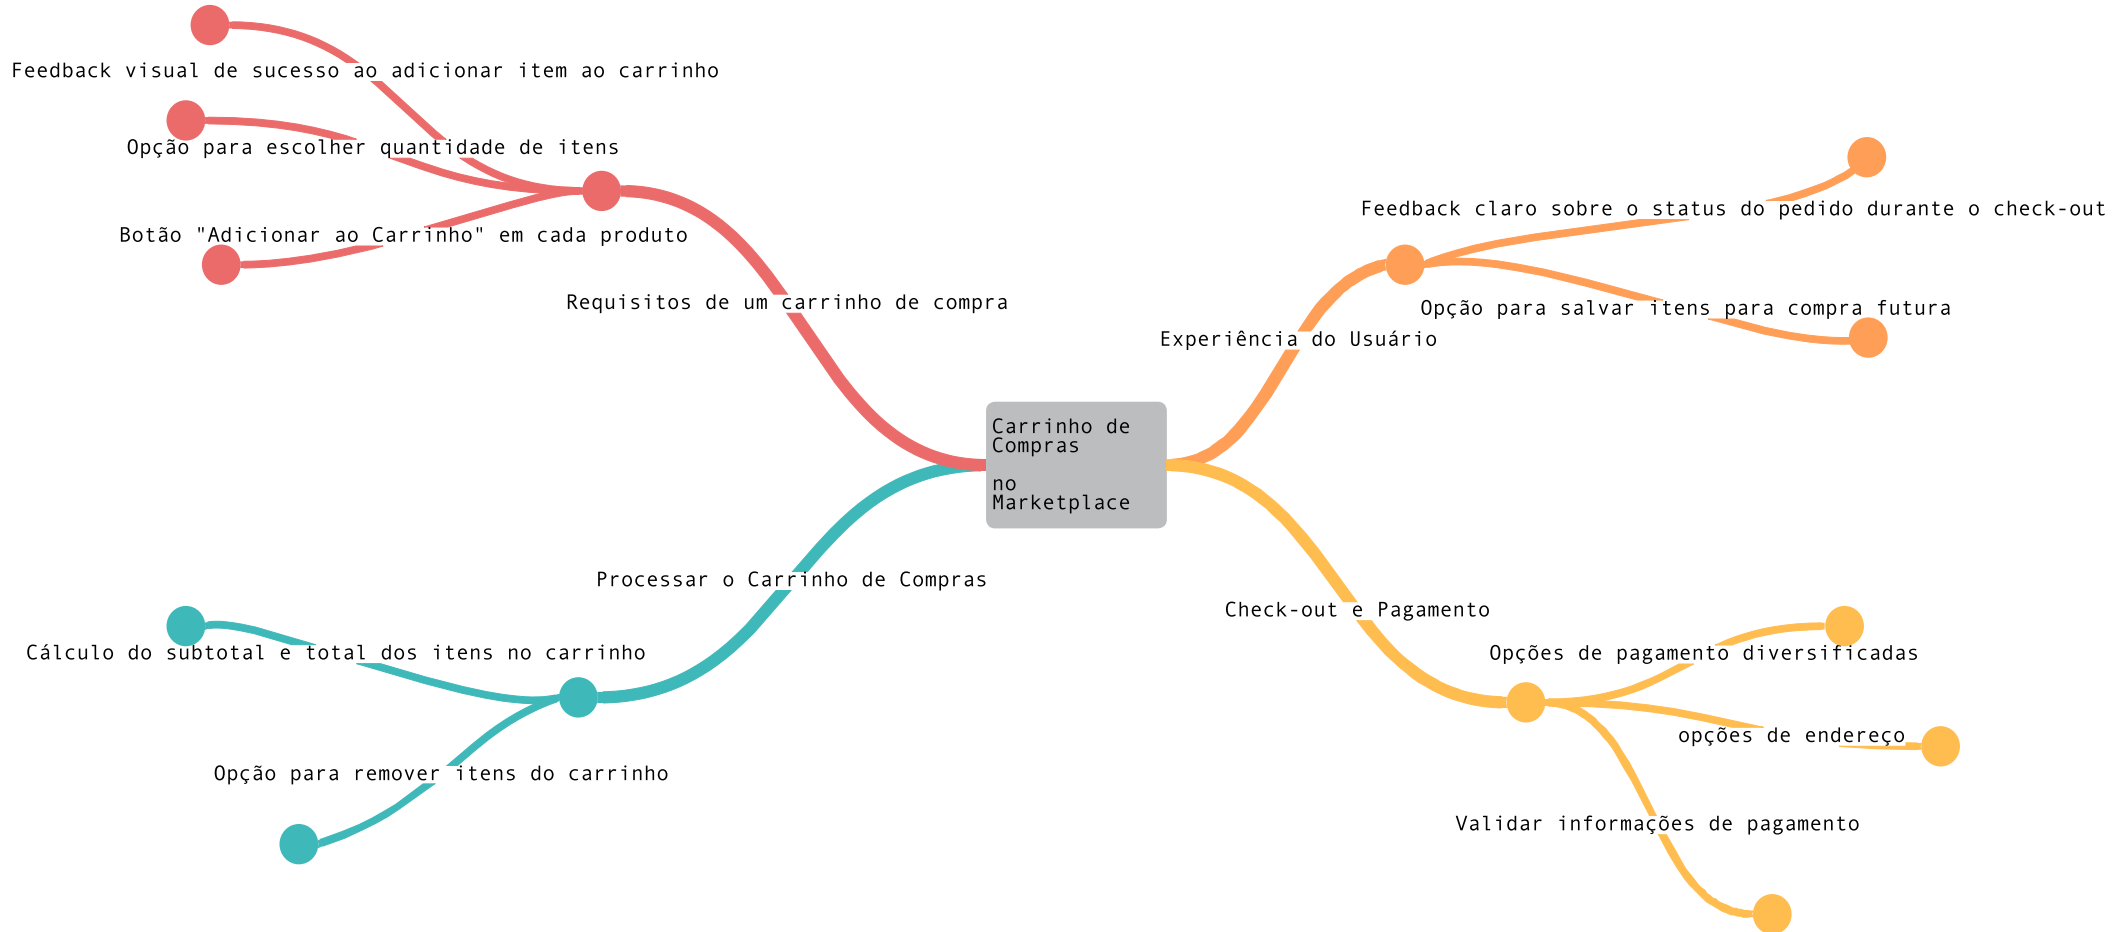 Feedback visual de sucesso ao adicionar item ao carrinho
Opção para escolher quantidade de itens
Botão "Adicionar ao Carrinho" em cada produto
Requisitos de um carrinho de compra
Feedback claro sobre o status do pedido durante o check-out
Opção para salvar itens para compra futura
Experiência do Usuário
Carrinho de
Compras
no
Marketplace
Processar o Carrinho de Compras
Cálculo do subtotal e total dos itens no carrinho
Opção para remover itens do carrinho
Check-out e Pagamento
Opções de pagamento diversificadas
opções de endereço
Validar informações de pagamento